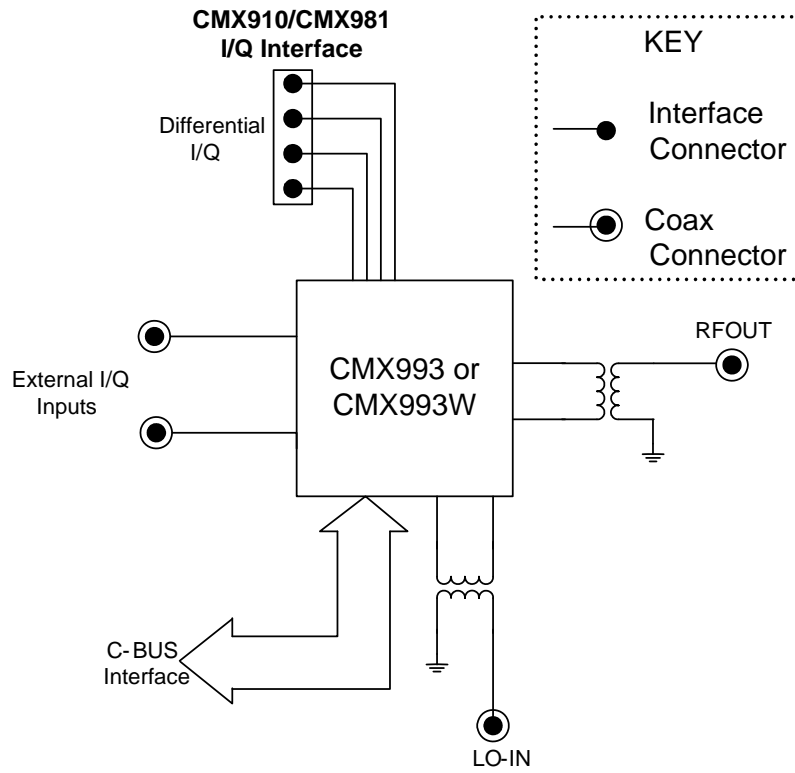 CMX910/CMX981
I/Q Interface
Differential
I/Q
KEY
Interface
Connector
Coax
Connector
RFOUT
External I/Q
Inputs
CMX993 or
CMX993W
C-BUS
Interface
LO-IN